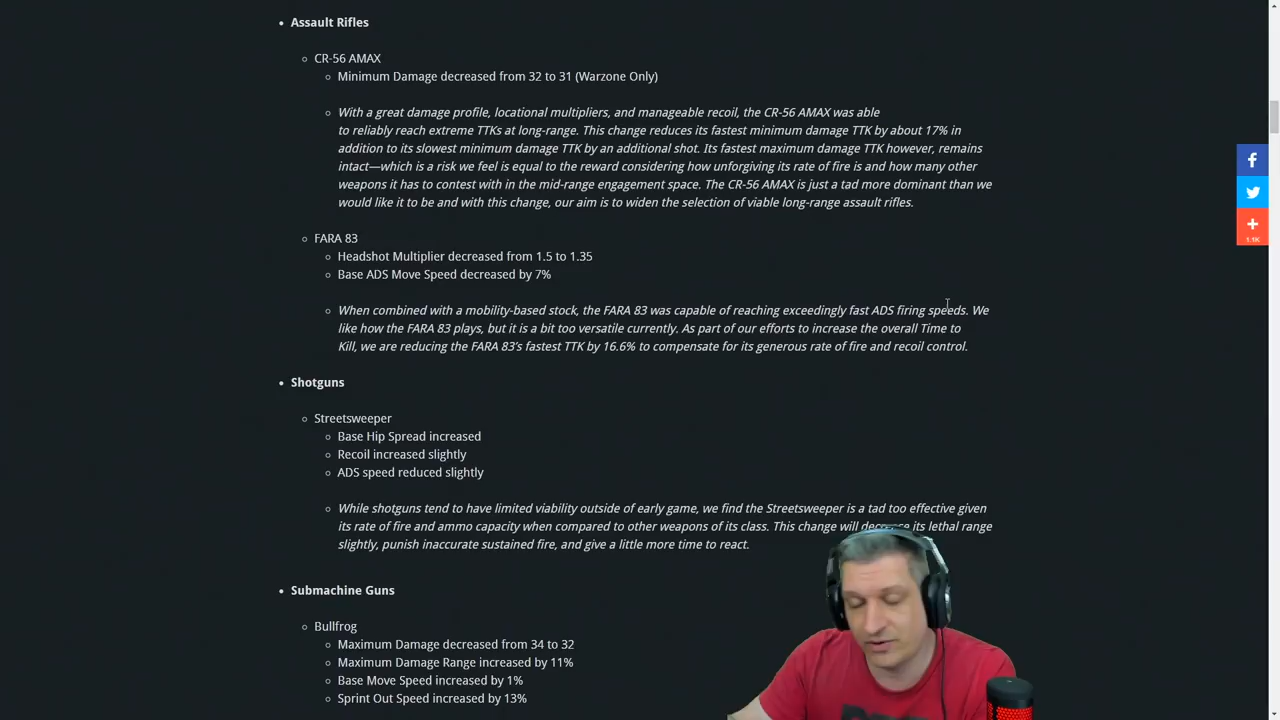 Assault Rifles
CR-56 AMAX
Minimum Damage decreased from 32 to 31 (Warzone Only)
With a great damage profile, locational multipliers, and manageable recoil, the CR-56 AMAX was able
to reliably reach extreme TTKs at long-range. This change reduces its fastest minimum damage TTK by about 17% in
addition to its slowest minimum damage TTK by an additional shot. Its fastest maximum damage TTK however, remains
intact—which is a risk we feel is equal to the reward considering how unforgiving its rate of fire is and how many other
weapons it has to contest with in the mid-range engagement space. The CR-56 AMAX is just a tad more dominant than we
would like it to be and with this change, our aim is to widen the selection of viable long-range assault rifles.
FARA 83
Headshot Multiplier decreased from 1.5 to 1.35
Base ADS Move Speed decreased by 7%
When combined with a mobility-based stock, the FARA 83 was capable of reaching exceedingly fast ADS firing speeds. We
like how the FARA 83 plays, but it is a bit too versatile currently. As part of our efforts to increase the overall Time to
Kill, we are reducing the FARA 83's fastest TTK by 16.6% to compensate for its generous rate of fire and recoil control.
Shotguns
Streetsweeper
Base Hip Spread increased
Recoil increased slightly
ADS speed reduced slightly
While shotguns tend to have limited viability outside of early game, we find the Streetsweeper is a tad too effective given
its rate of fire and ammo capacity when compared to other weapons of its class. This change will decrease its lethal range
slightly, punish inaccurate sustained fire, and give a little more time to react.
Submachine Guns
Bullfrog
Maximum Damage decreased from 34 to 32
Maximum Damage Range increased by 11%
Base Move Speed increased by 1%
Sprint Out Speed increased by 13%
1.1K